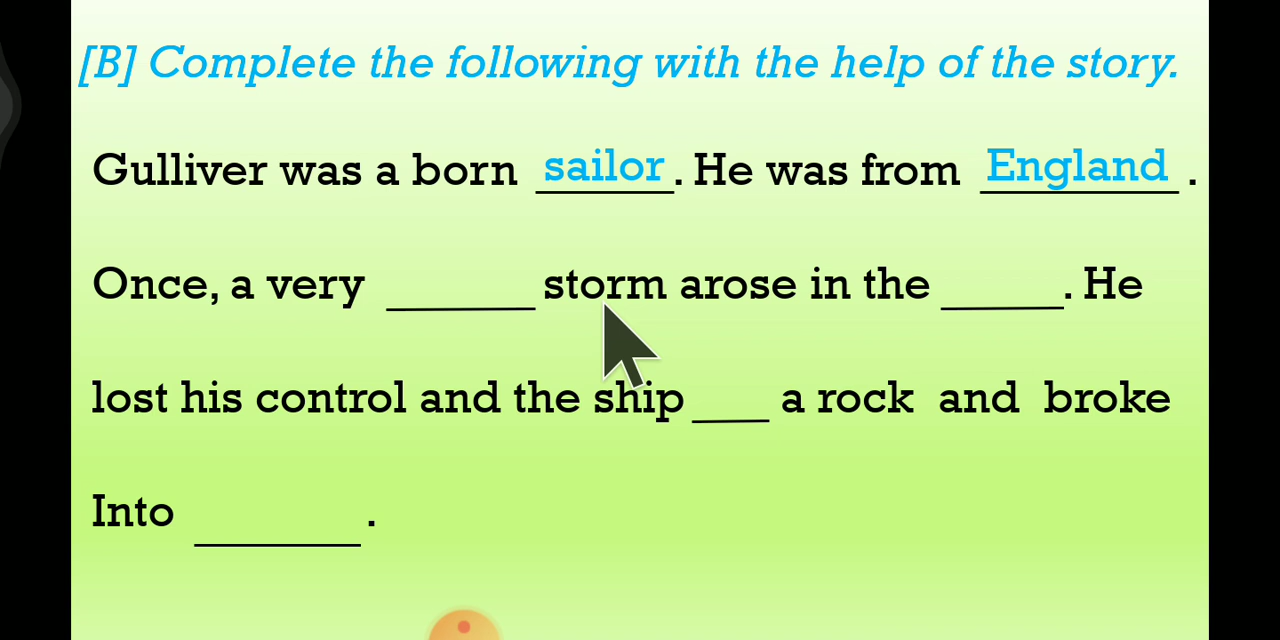 [B] Complete the following with the help of the story.
Gulliver was a born sailor. He was from England.
Once, a very ______ storm arose in the _____. He
lost his control and the ship ___ a rock and broke
Into ______.